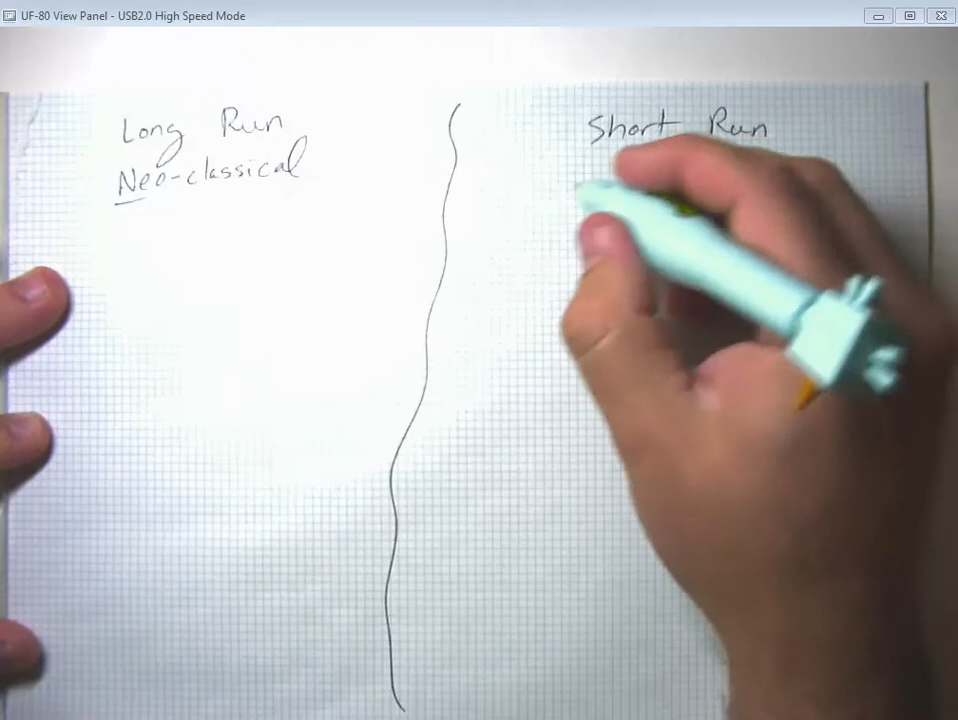 UF-80 View Panel - USB2.0 High Speed Mode
Long Run
Neo-classical
Short Run